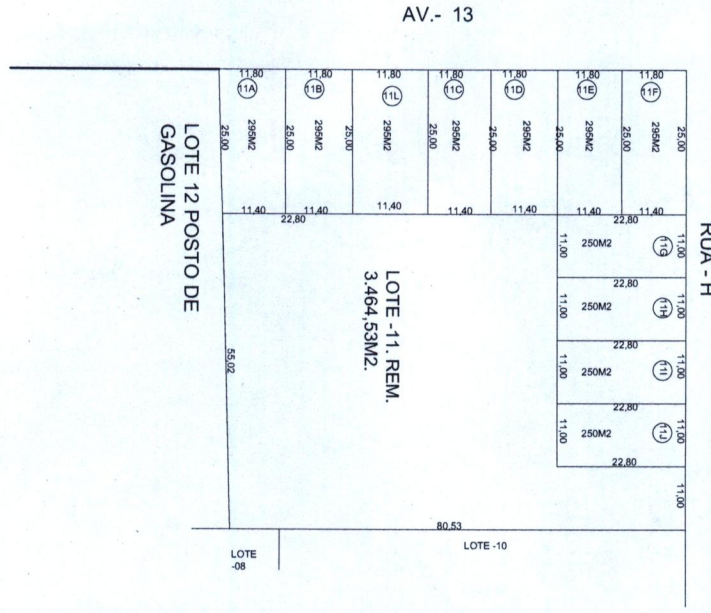 AV.- 13
11,80 11,80 11,80 11,80 11,80 11,80 11,80
11A 11B 11L 11C 11D 11E 11F
25,00 295M2 25,00 295M2 25,00 295M2 25,00 295M2 25,00 295M2 25,00 295M2 25,00 295M2 25,00
11,40 11,40 11,40 11,40 11,40 11,40 11,40
22,80 22,80
LOTE 12 POSTO DE
GASOLINA
RUA - H
11,00 250M2 11G 11,00
22,80
11,00 250M2 11H 11,00
22,80
11,00 250M2 11I 11,00
22,80
11,00 250M2 11J 11,00
22,80
11,00
LOTE -11. REM.
3.464,53M2.
55,02
80,53
LOTE
-08
LOTE -10